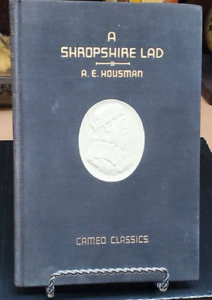 A
SHROPSHIRE LAD
A. E. HOUSMAN
CAMEO CLASSICS